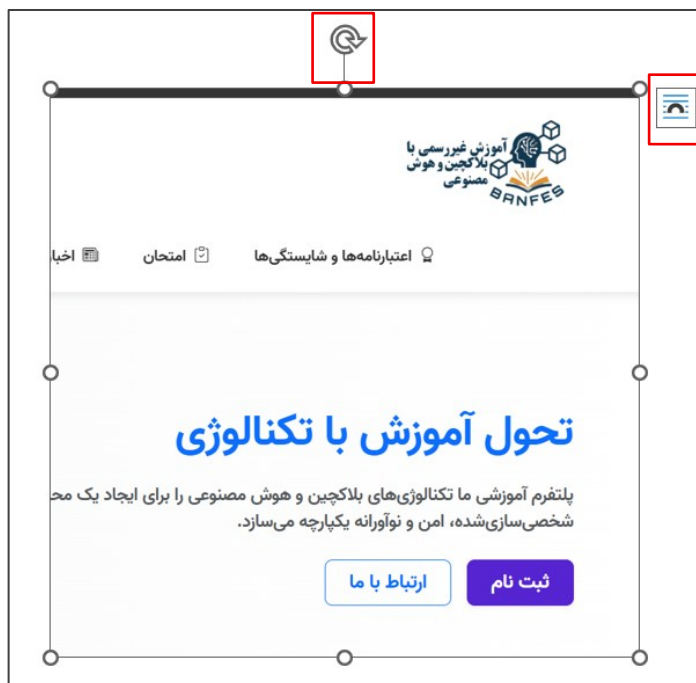 آموزش غیررسمی با
بلاکچین و هوش
مصنوعی
BANFES
اعتبارنامه‌ها و شایستگی‌ها
امتحان
اخبا
تحول آموزش با تکنالوژی
پلتفرم آموزشی ما تکنالوژی‌های بلاکچین و هوش مصنوعی را برای ایجاد یک مح
شخصی‌سازی‌شده، امن و نوآورانه یکپارچه می‌سازد.
ثبت نام
ارتباط با ما